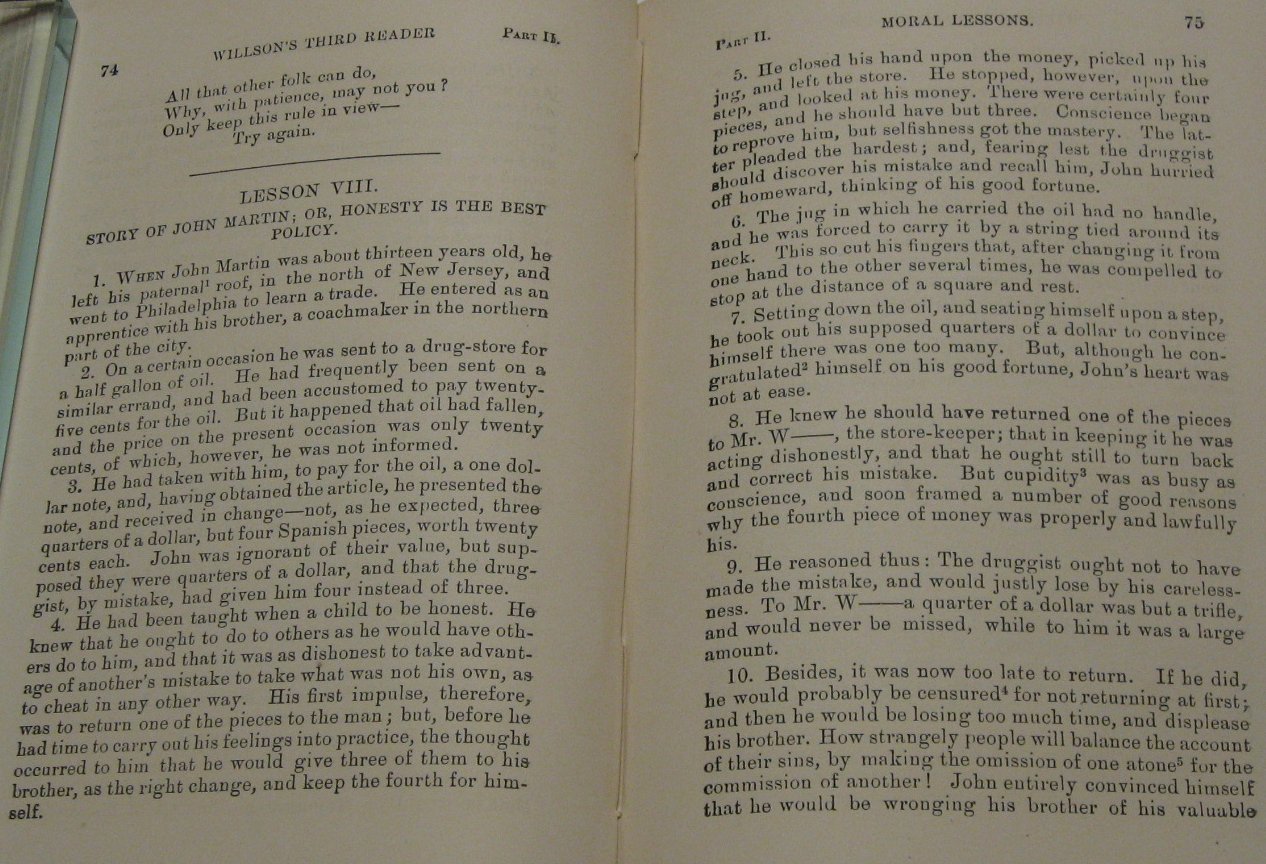 74
WILLSON'S THIRD READER
PART II.
All that other folk can do,
Why, with patience, may not you?
Only keep this rule in view—
Try again.
LESSON VIII.
STORY OF JOHN MARTIN; OR, HONESTY IS THE BEST
POLICY.
1. WHEN John Martin was about thirteen years old, he
left his paternal¹ roof, in the north of New Jersey, and
went to Philadelphia to learn a trade. He entered as an
apprentice with his brother, a coachmaker in the northern
part of the city.
2. On a certain occasion he was sent to a drug-store for
a half gallon of oil. He had frequently been sent on a
similar errand, and had been accustomed to pay twenty-
five cents for the oil. But it happened that oil had fallen,
and the price on the present occasion was only twenty
cents, of which, however, he was not informed.
3. He had taken with him, to pay for the oil, a one dol-
lar note, and, having obtained the article, he presented the
note, and received in change—not, as he expected, three
quarters of a dollar, but four Spanish pieces, worth twenty
cents each. John was ignorant of their value, but sup-
posed they were quarters of a dollar, and that the drug-
gist, by mistake, had given him four instead of three.
4. He had been taught when a child to be honest. He
knew that he ought to do to others as he would have oth-
ers do to him, and that it was as dishonest to take advant-
age of another's mistake to take what was not his own, as
to cheat in any other way. His first impulse, therefore,
was to return one of the pieces to the man; but, before he
had time to carry out his feelings into practice, the thought
occurred to him that he would give three of them to his
brother, as the right change, and keep the fourth for him-
self.
PART II.
MORAL LESSONS.
75
5. He closed his hand upon the money, picked up his
jug, and left the store. He stopped, however, upon the
step, and looked at his money. There were certainly four
pieces, and he should have but three. Conscience began
to reprove him, but selfishness got the mastery. The lat-
ter pleaded the hardest; and, fearing lest the druggist
should discover his mistake and recall him, John hurried
off homeward, thinking of his good fortune.
6. The jug in which he carried the oil had no handle,
and he was forced to carry it by a string tied around its
neck. This so cut his fingers that, after changing it from
one hand to the other several times, he was compelled to
stop at the distance of a square and rest.
7. Setting down the oil, and seating himself upon a step,
he took out his supposed quarters of a dollar to convince
himself there was one too many. But, although he con-
gratulated² himself on his good fortune, John's heart was
not at ease.
8. He knew he should have returned one of the pieces
to Mr. W——, the store-keeper; that in keeping it he was
acting dishonestly, and that he ought still to turn back
and correct his mistake. But cupidity³ was as busy as
conscience, and soon framed a number of good reasons
why the fourth piece of money was properly and lawfully
his.
9. He reasoned thus: The druggist ought not to have
made the mistake, and would justly lose by his careless-
ness. To Mr. W——a quarter of a dollar was but a trifle,
and would never be missed, while to him it was a large
amount.
10. Besides, it was now too late to return. If he did,
he would probably be censured⁴ for not returning at first;
and then he would be losing too much time, and displease
his brother. How strangely people will balance the account
of their sins, by making the omission of one atone⁵ for the
commission of another! John entirely convinced himself
that he would be wronging his brother of his valuable